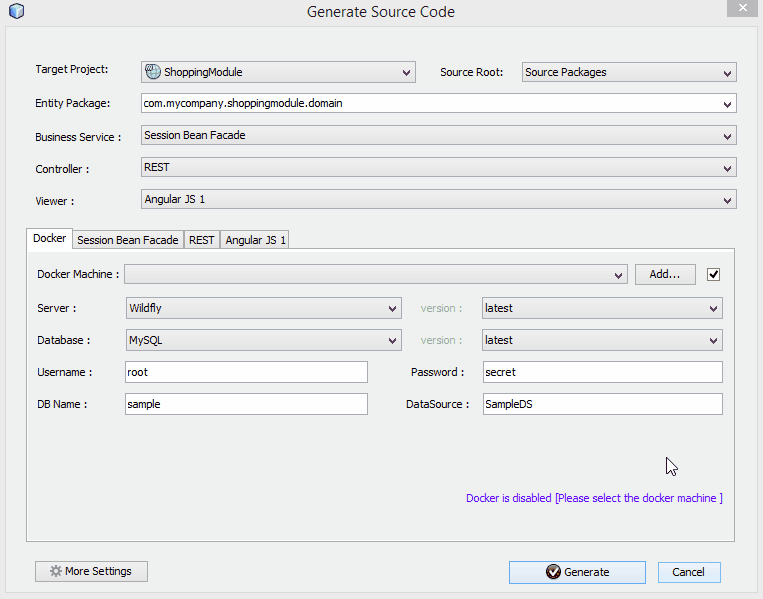 Generate Source Code
Target Project: ShoppingModule Source Root: Source Packages
Entity Package: com.mycompany.shoppingmodule.domain
Business Service : Session Bean Facade
Controller : REST
Viewer : Angular JS 1
Docker Session Bean Facade REST Angular JS 1
Docker Machine : Add...
Server : Wildfly version : latest
Database : MySQL version : latest
Username : root Password : secret
DB Name : sample DataSource : SampleDS
Docker is disabled [Please select the docker machine ]
More Settings Generate Cancel